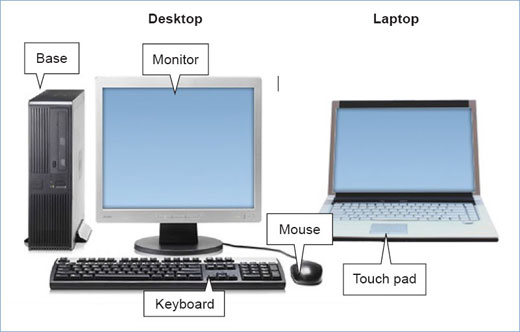 Desktop
Laptop
Base
Monitor
Mouse
Touch pad
Keyboard